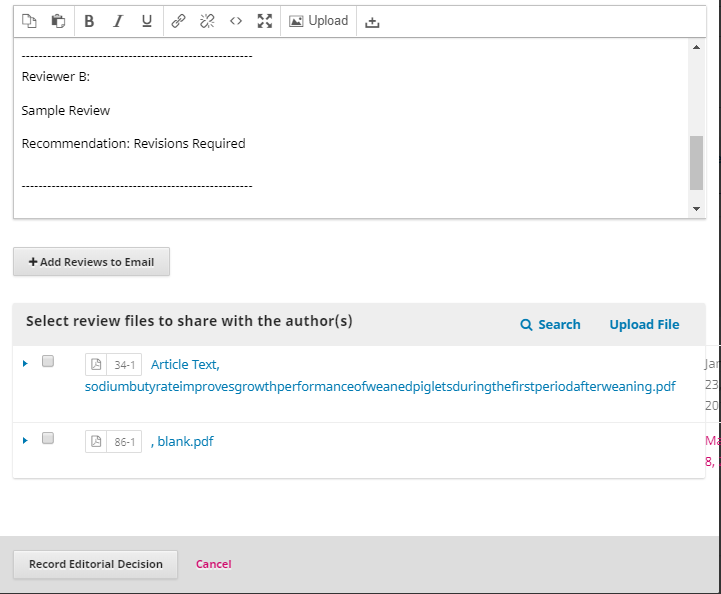 B I U <> Upload
------------------------------------------------------
Reviewer B:
Sample Review
Recommendation: Revisions Required
------------------------------------------------------
+ Add Reviews to Email
Select review files to share with the author(s) Search Upload File
34-1 Article Text,
sodiumbutyrateimprovesgrowthperformanceofweanedpigletsduringthefirstperiodafterweaning.pdf
23
20
86-1 , blank.pdf
8,
Record Editorial Decision Cancel